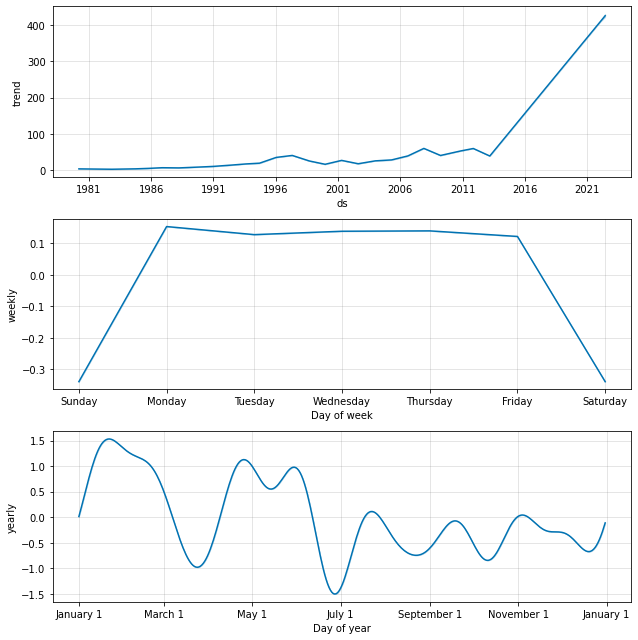 400
300
200
100
0
trend
1981 1986 1991 1996 2001 2006 2011 2016 2021
ds
0.1
0.0
-0.1
-0.2
-0.3
weekly
Sunday Monday Tuesday Wednesday Thursday Friday Saturday
Day of week
1.5
1.0
0.5
0.0
-0.5
-1.0
-1.5
yearly
January 1 March 1 May 1 July 1 September 1 November 1 January 1
Day of year